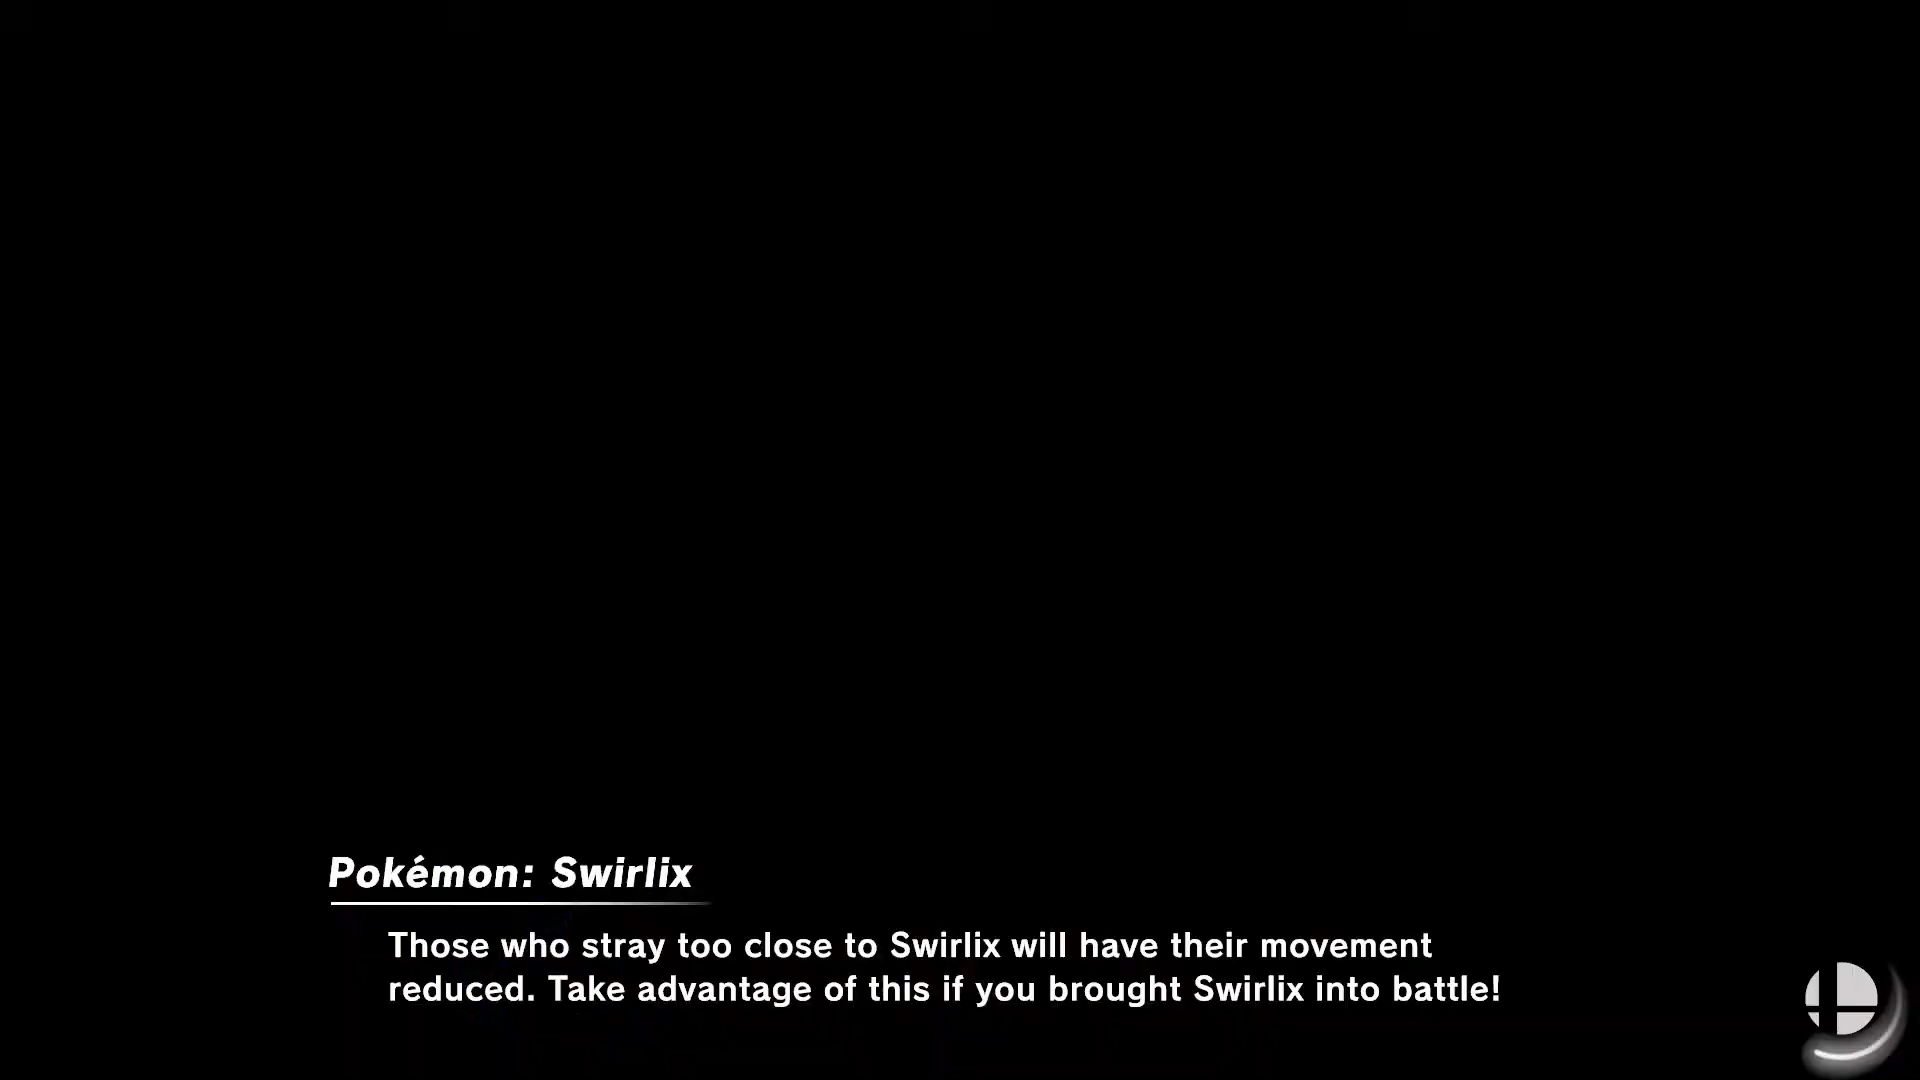 Pokémon: Swirlix
Those who stray too close to Swirlix will have their movement
reduced. Take advantage of this if you brought Swirlix into battle!